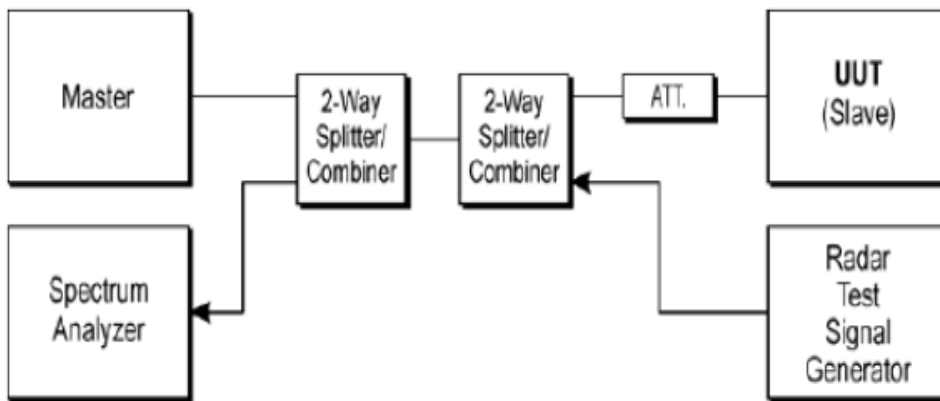 Master
2-Way
Splitter/
Combiner
2-Way
Splitter/
Combiner
ATT.
UUT
(Slave)
Spectrum
Analyzer
Radar
Test
Signal
Generator